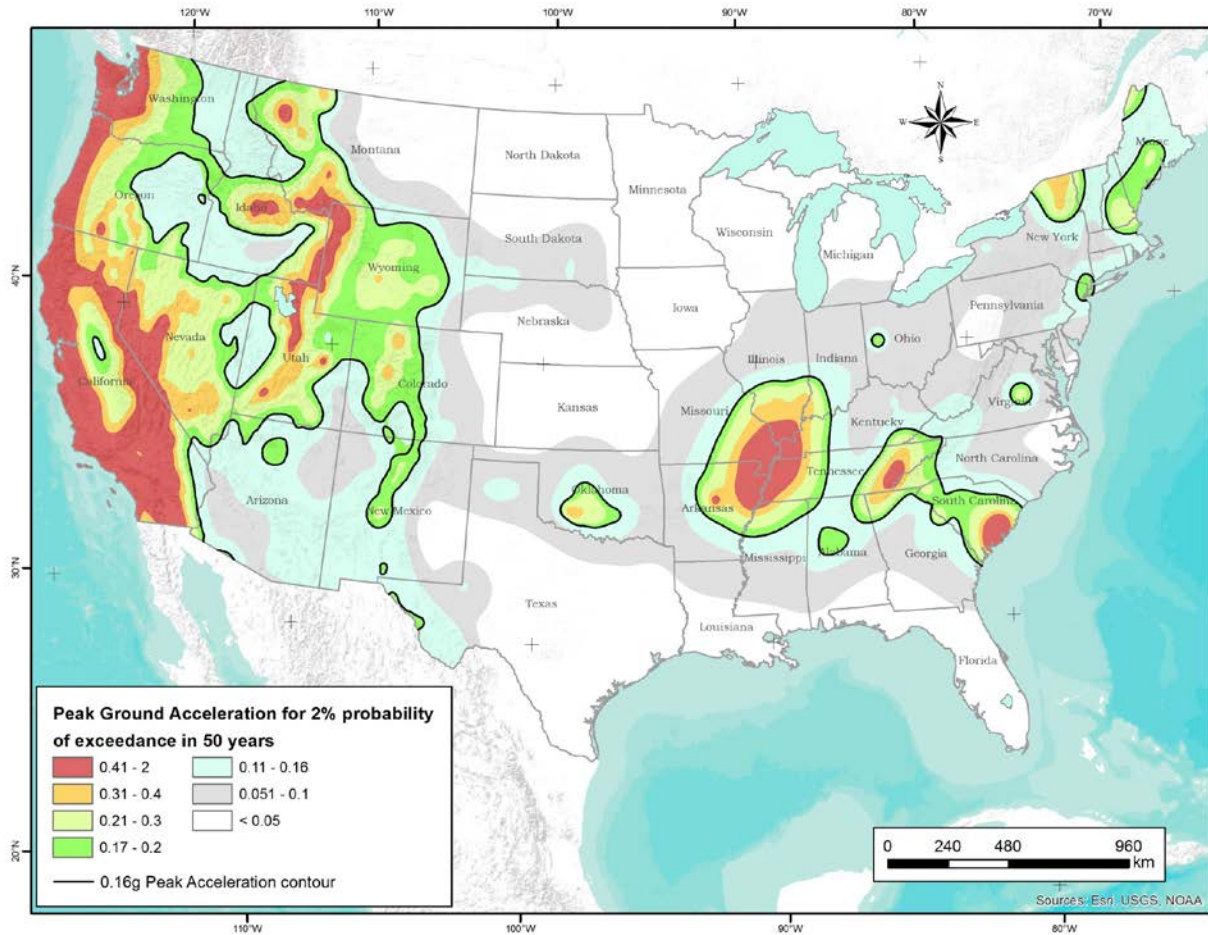 120°W 110°W 100°W 90°W 80°W 70°W
Washington
Montana
North Dakota
Minnesota
Maine
N
W E
S
Oregon
Idaho
South Dakota
Wisconsin
Michigan
New York
40°N
Wyoming
Nebraska
Iowa
Pennsylvania
Nevada
Utah
Colorado
Illinois
Indiana
Ohio
California
Kansas
Missouri
Kentucky
Virginia
Arizona
New Mexico
Oklahoma
Arkansas
Tennessee
North Carolina
South Carolina
Mississippi
Alabama
Georgia
30°N
Texas
Louisiana
Florida
Peak Ground Acceleration for 2% probability
of exceedance in 50 years
0.41 - 2 0.11 - 0.16
0.31 - 0.4 0.051 - 0.1
0.21 - 0.3 < 0.05
0.17 - 0.2
0.16g Peak Acceleration contour
20°N
0 240 480 960
km
Sources: Esri, USGS, NOAA
110°W 100°W 90°W 80°W